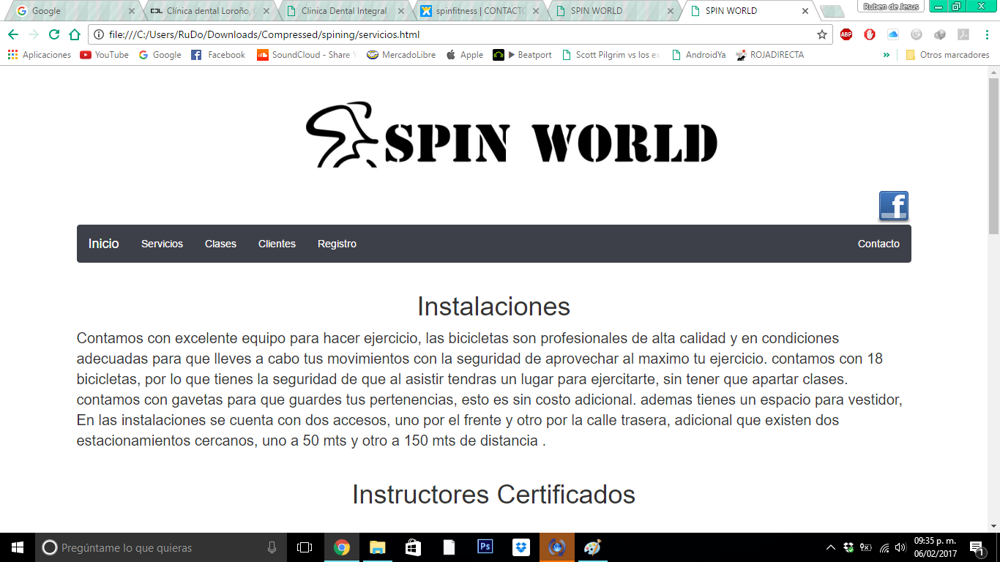 Google
CDL Clínica dental Loroño, C
Clinica Dental Integral
spinfitness | CONTACTO
SPIN WORLD
SPIN WORLD
Ruben de Jesus
file:///C:/Users/RuDo/Downloads/Compressed/spining/servicios.html
ABP
Aplicaciones
YouTube
Google
Facebook
SoundCloud - Share Y
MercadoLibre
Apple
► Beatport
Scott Pilgrim vs los ex
AndroidYa
ROJADIRECTA
»
Otros marcadores
SPIN WORLD
f
Inicio
Servicios
Clases
Clientes
Registro
Contacto
Instalaciones
Contamos con excelente equipo para hacer ejercicio, las bicicletas son profesionales de alta calidad y en condiciones
adecuadas para que lleves a cabo tus movimientos con la seguridad de aprovechar al maximo tu ejercicio. contamos con 18
bicicletas, por lo que tienes la seguridad de que al asistir tendras un lugar para ejercitarte, sin tener que apartar clases.
contamos con gavetas para que guardes tus pertenencias, esto es sin costo adicional. ademas tienes un espacio para vestidor,
En las instalaciones se cuenta con dos accesos, uno por el frente y otro por la calle trasera, adicional que existen dos
estacionamientos cercanos, uno a 50 mts y otro a 150 mts de distancia .
Instructores Certificados
Pregúntame lo que quieras
Ps
09:35 p. m.
06/02/2017
1